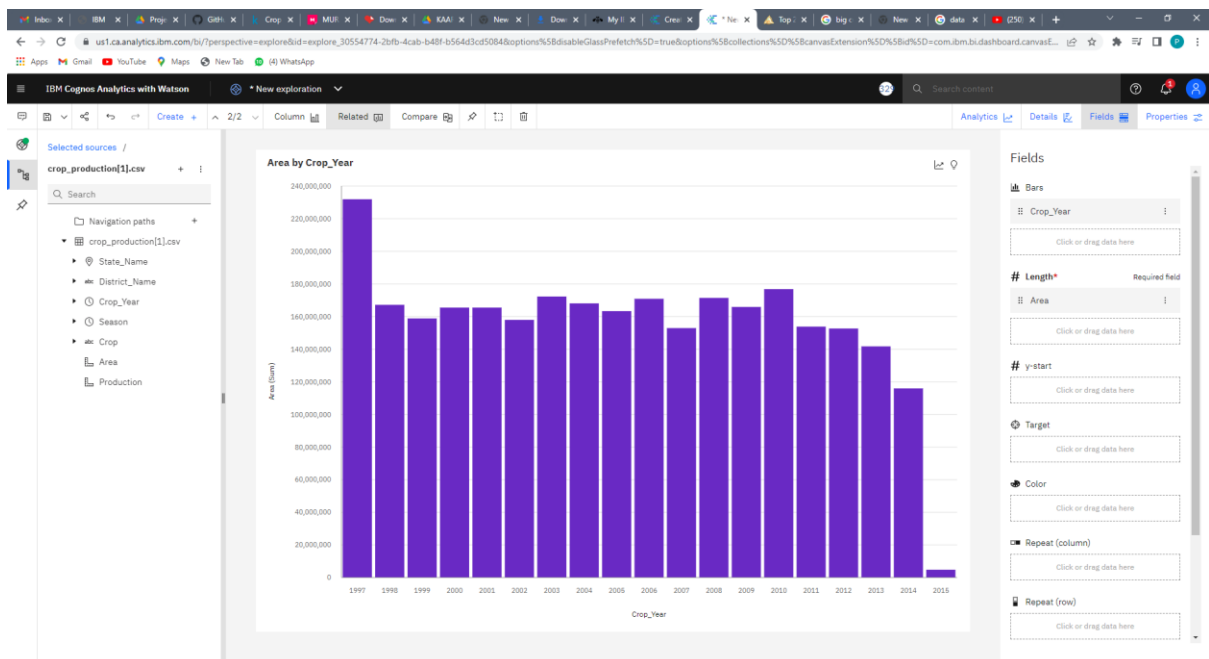 Inbo: IBM Proje GitH Crop MUR Dow KAAI New Dow My I Crea * Ne Top big c New data (250)
us1.ca.analytics.ibm.com/bi/?perspective=explore&id=explore_30554774-2bfb-4cab-b48f-b564d3cd5084&options%5BdisableGlassPrefetch%5D=true&options%5Bcollections%5D%5BcanvasExtension%5D%5Bid%5D=com.ibm.bi.dashboard.canvasE...
Apps Gmail YouTube Maps New Tab (4) WhatsApp
IBM Cognos Analytics with Watson * New exploration Search content
Create + 2/2 Column Related Compare Analytics Details Fields Properties
Selected sources /
crop_production[1].csv
Search
Navigation paths
crop_production[1].csv
State_Name
abc District_Name
Crop_Year
Season
abc Crop
Area
Production
Area by Crop_Year
240,000,000
220,000,000
200,000,000
180,000,000
160,000,000
140,000,000
120,000,000
100,000,000
80,000,000
60,000,000
40,000,000
20,000,000
0
Area (Sum)
1997 1998 1999 2000 2001 2002 2003 2004 2005 2006 2007 2008 2009 2010 2011 2012 2013 2014 2015
Crop_Year
Fields
Bars
Crop_Year
Click or drag data here
# Length* Required field
Area
Click or drag data here
# y-start
Click or drag data here
Target
Click or drag data here
Color
Click or drag data here
Repeat (column)
Click or drag data here
Repeat (row)
Click or drag data here